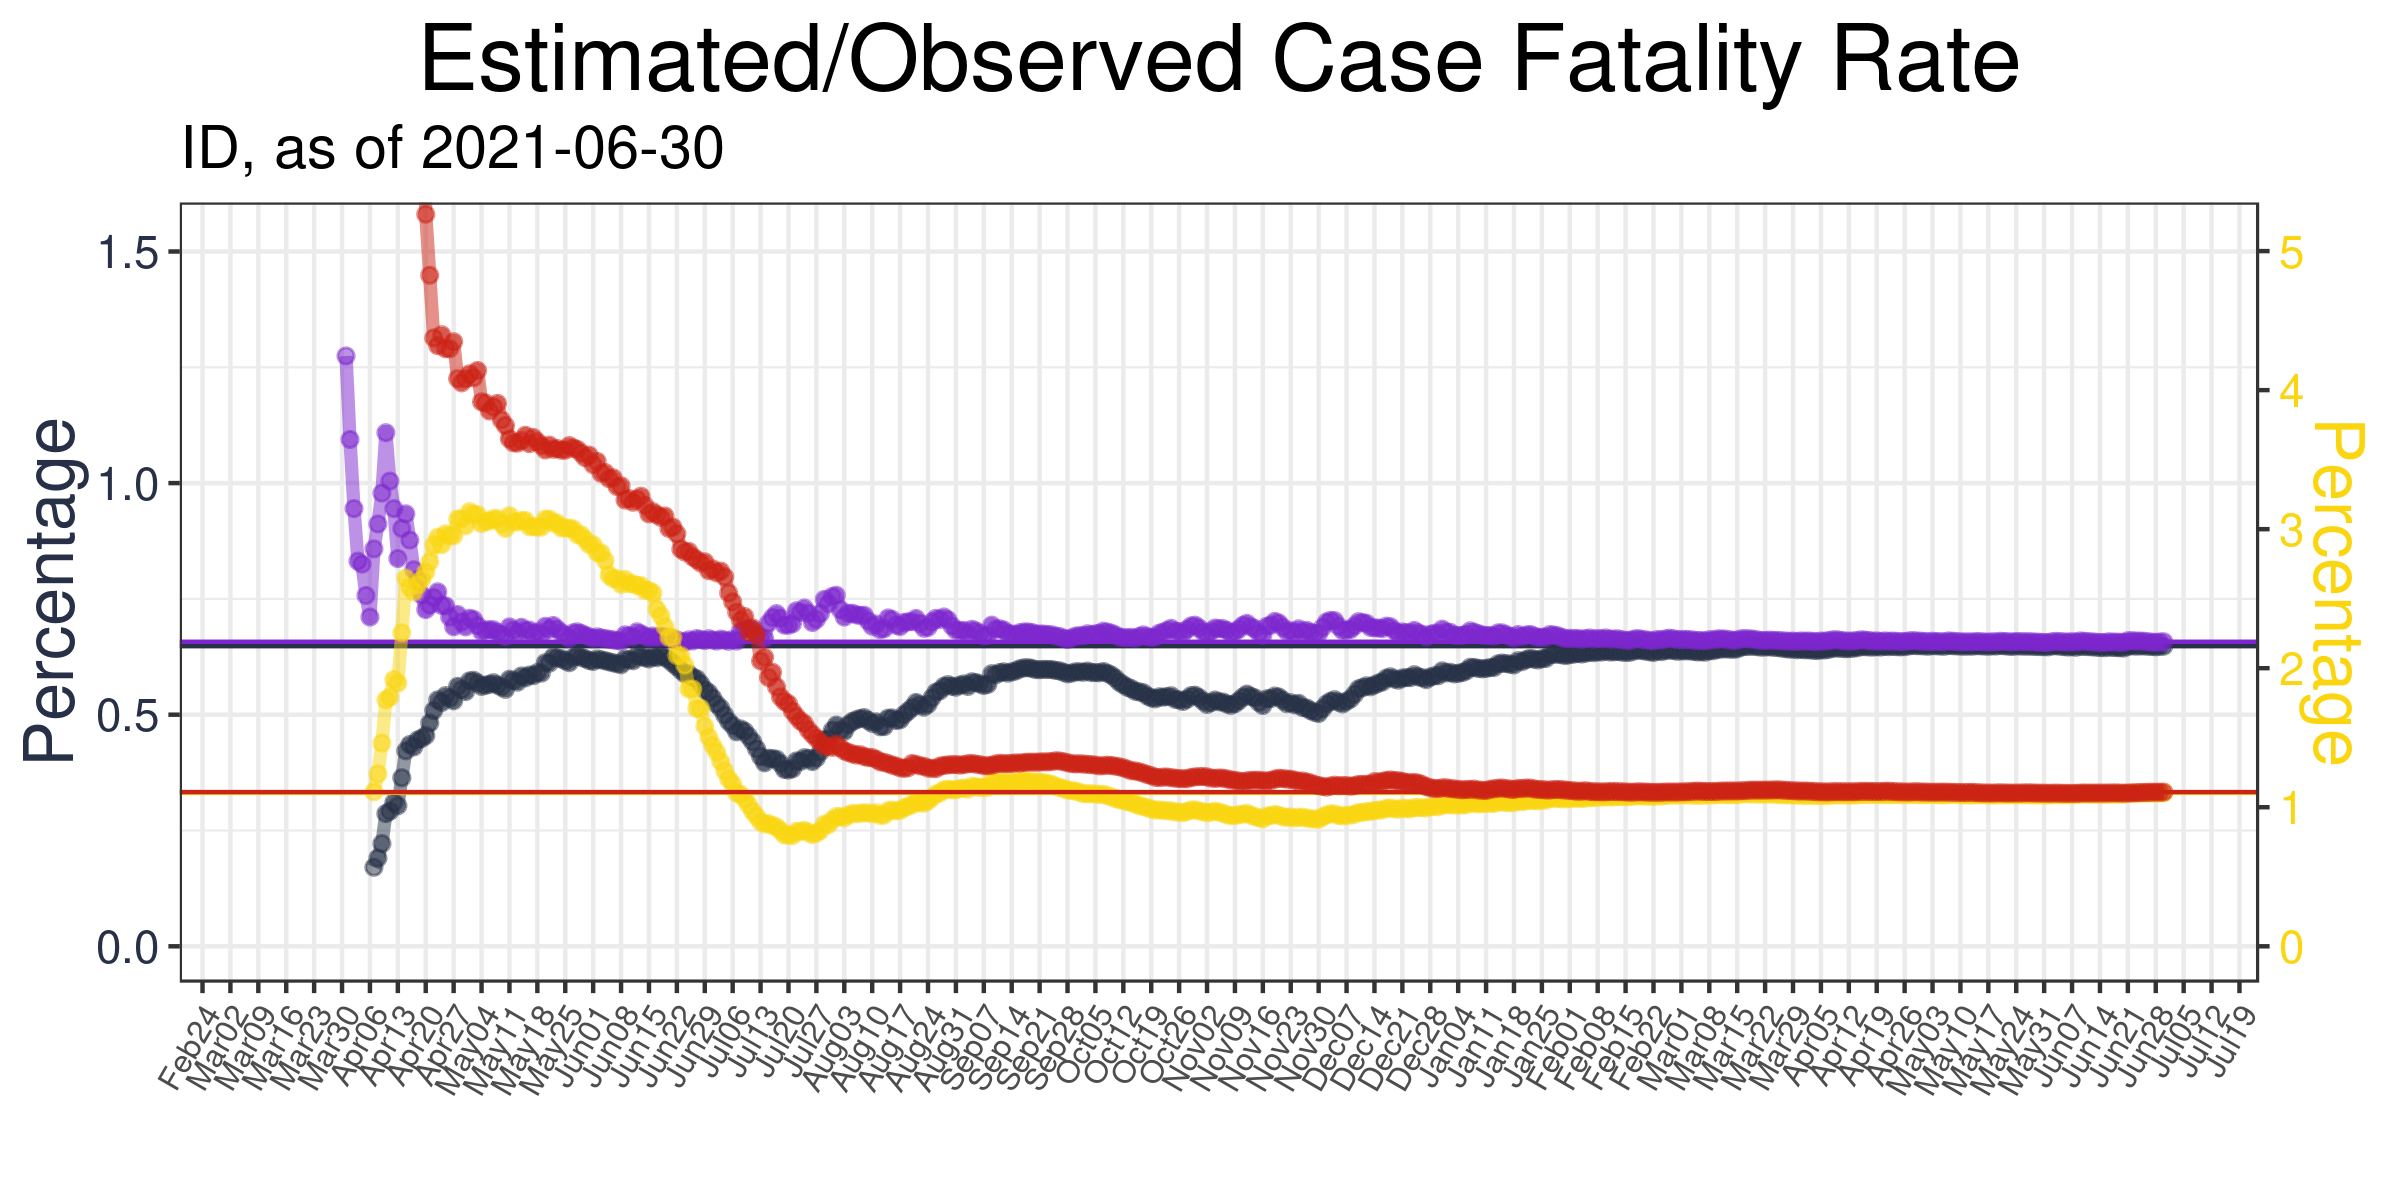 Estimated/Observed Case Fatality Rate
ID, as of 2021-06-30
Percentage
1.5
1.0
0.5
0.0
5
4
3
2
1
0
Percentage
Feb24
Mar02
Mar09
Mar16
Mar23
Mar30
Apr06
Apr13
Apr20
Apr27
May04
May11
May18
May25
Jun01
Jun08
Jun15
Jun22
Jun29
Jul06
Jul13
Jul20
Jul27
Aug03
Aug10
Aug17
Aug24
Aug31
Sep07
Sep14
Sep21
Sep28
Oct05
Oct12
Oct19
Oct26
Nov02
Nov09
Nov16
Nov23
Nov30
Dec07
Dec14
Dec21
Dec28
Jan04
Jan11
Jan18
Jan25
Feb01
Feb08
Feb15
Feb22
Mar01
Mar08
Mar15
Mar22
Mar29
Apr05
Apr12
Apr19
Apr26
May03
May10
May17
May24
May31
Jun07
Jun14
Jun21
Jun28
Jul05
Jul12
Jul19